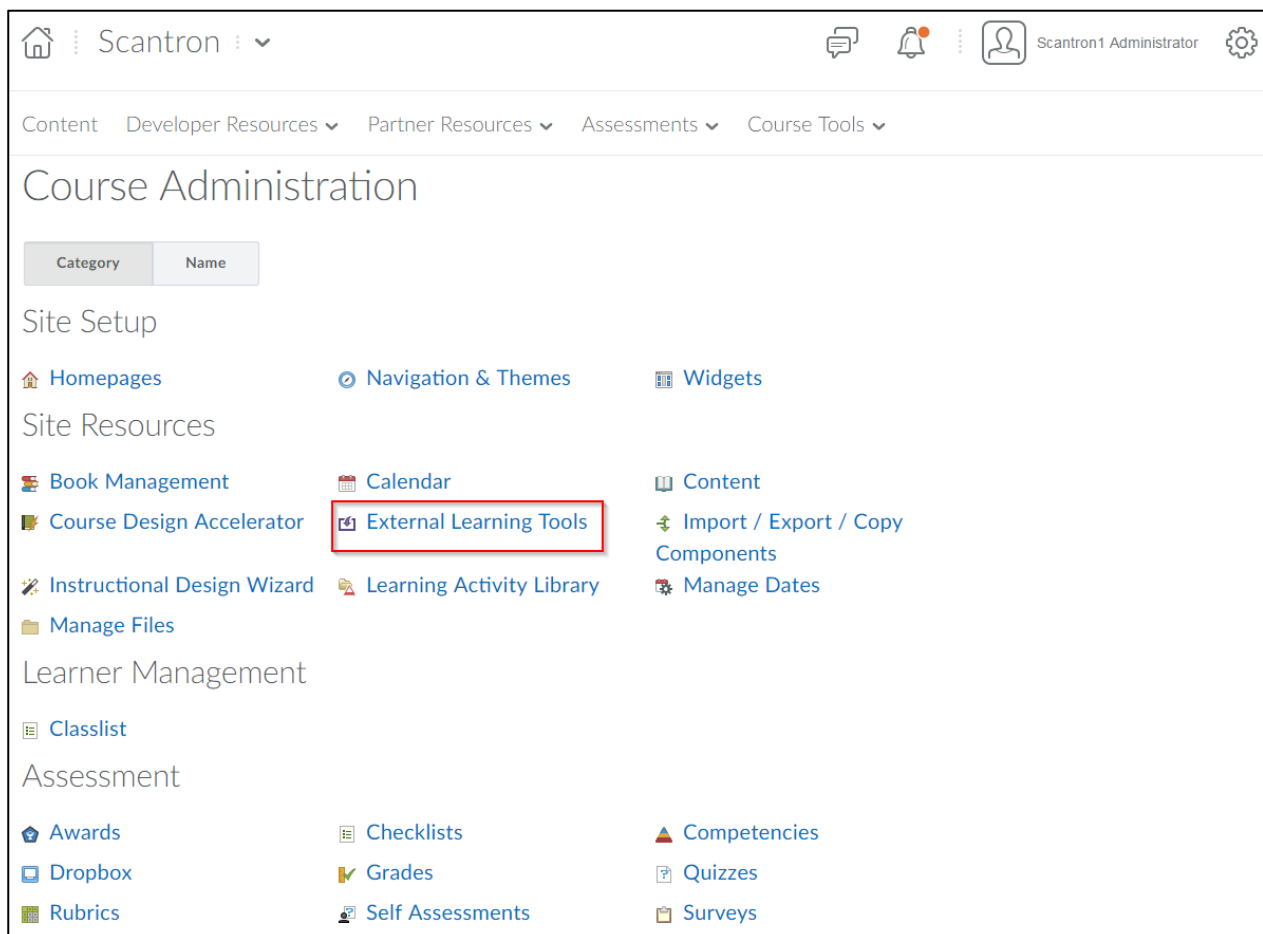 Scantron
Scantron1 Administrator
Content Developer Resources Partner Resources Assessments Course Tools
Course Administration
Category Name
Site Setup
Homepages Navigation & Themes Widgets
Site Resources
Book Management Calendar Content
Course Design Accelerator External Learning Tools Import / Export / Copy
Components
Instructional Design Wizard Learning Activity Library Manage Dates
Manage Files
Learner Management
Classlist
Assessment
Awards Checklists Competencies
Dropbox Grades Quizzes
Rubrics Self Assessments Surveys